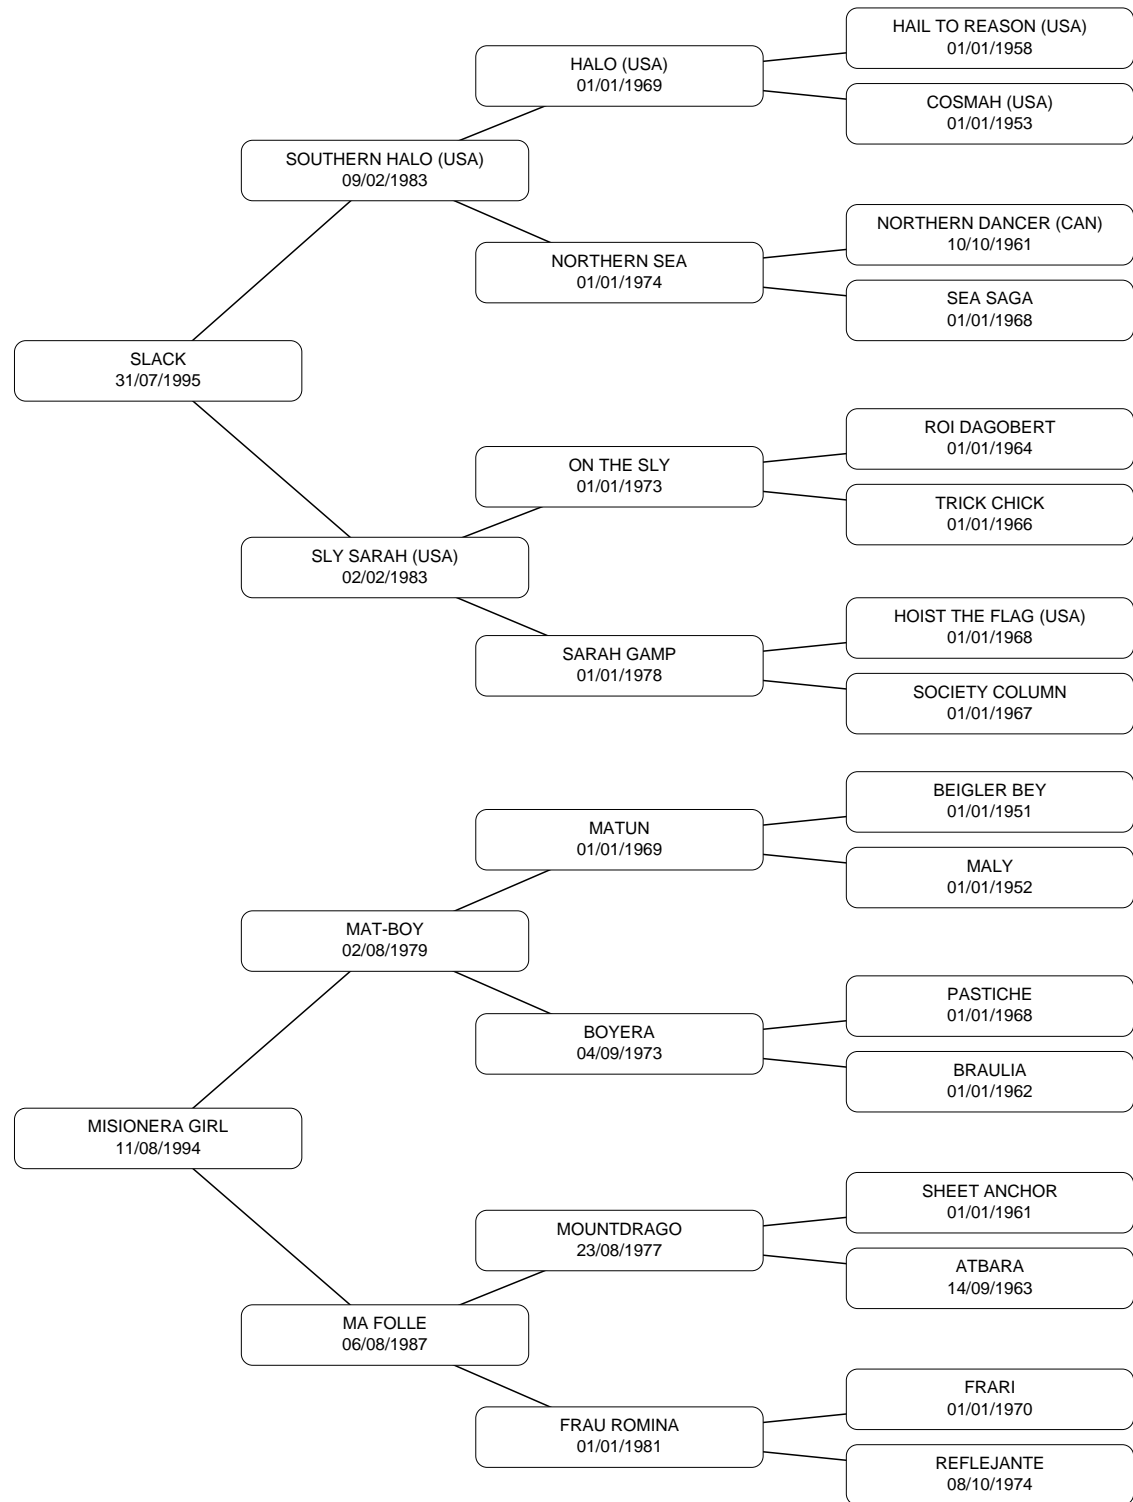 HAIL TO REASON (USA)
01/01/1958
HALO (USA)
01/01/1969
COSMAH (USA)
01/01/1953
SOUTHERN HALO (USA)
09/02/1983
NORTHERN DANCER (CAN)
10/10/1961
NORTHERN SEA
01/01/1974
SEA SAGA
01/01/1968
SLACK
31/07/1995
ROI DAGOBERT
01/01/1964
ON THE SLY
01/01/1973
TRICK CHICK
01/01/1966
SLY SARAH (USA)
02/02/1983
HOIST THE FLAG (USA)
01/01/1968
SARAH GAMP
01/01/1978
SOCIETY COLUMN
01/01/1967
BEIGLER BEY
01/01/1951
MATUN
01/01/1969
MALY
01/01/1952
MAT-BOY
02/08/1979
PASTICHE
01/01/1968
BOYERA
04/09/1973
BRAULIA
01/01/1962
MISIONERA GIRL
11/08/1994
SHEET ANCHOR
01/01/1961
MOUNTDRAGO
23/08/1977
ATBARA
14/09/1963
MA FOLLE
06/08/1987
FRARI
01/01/1970
FRAU ROMINA
01/01/1981
REFLEJANTE
08/10/1974